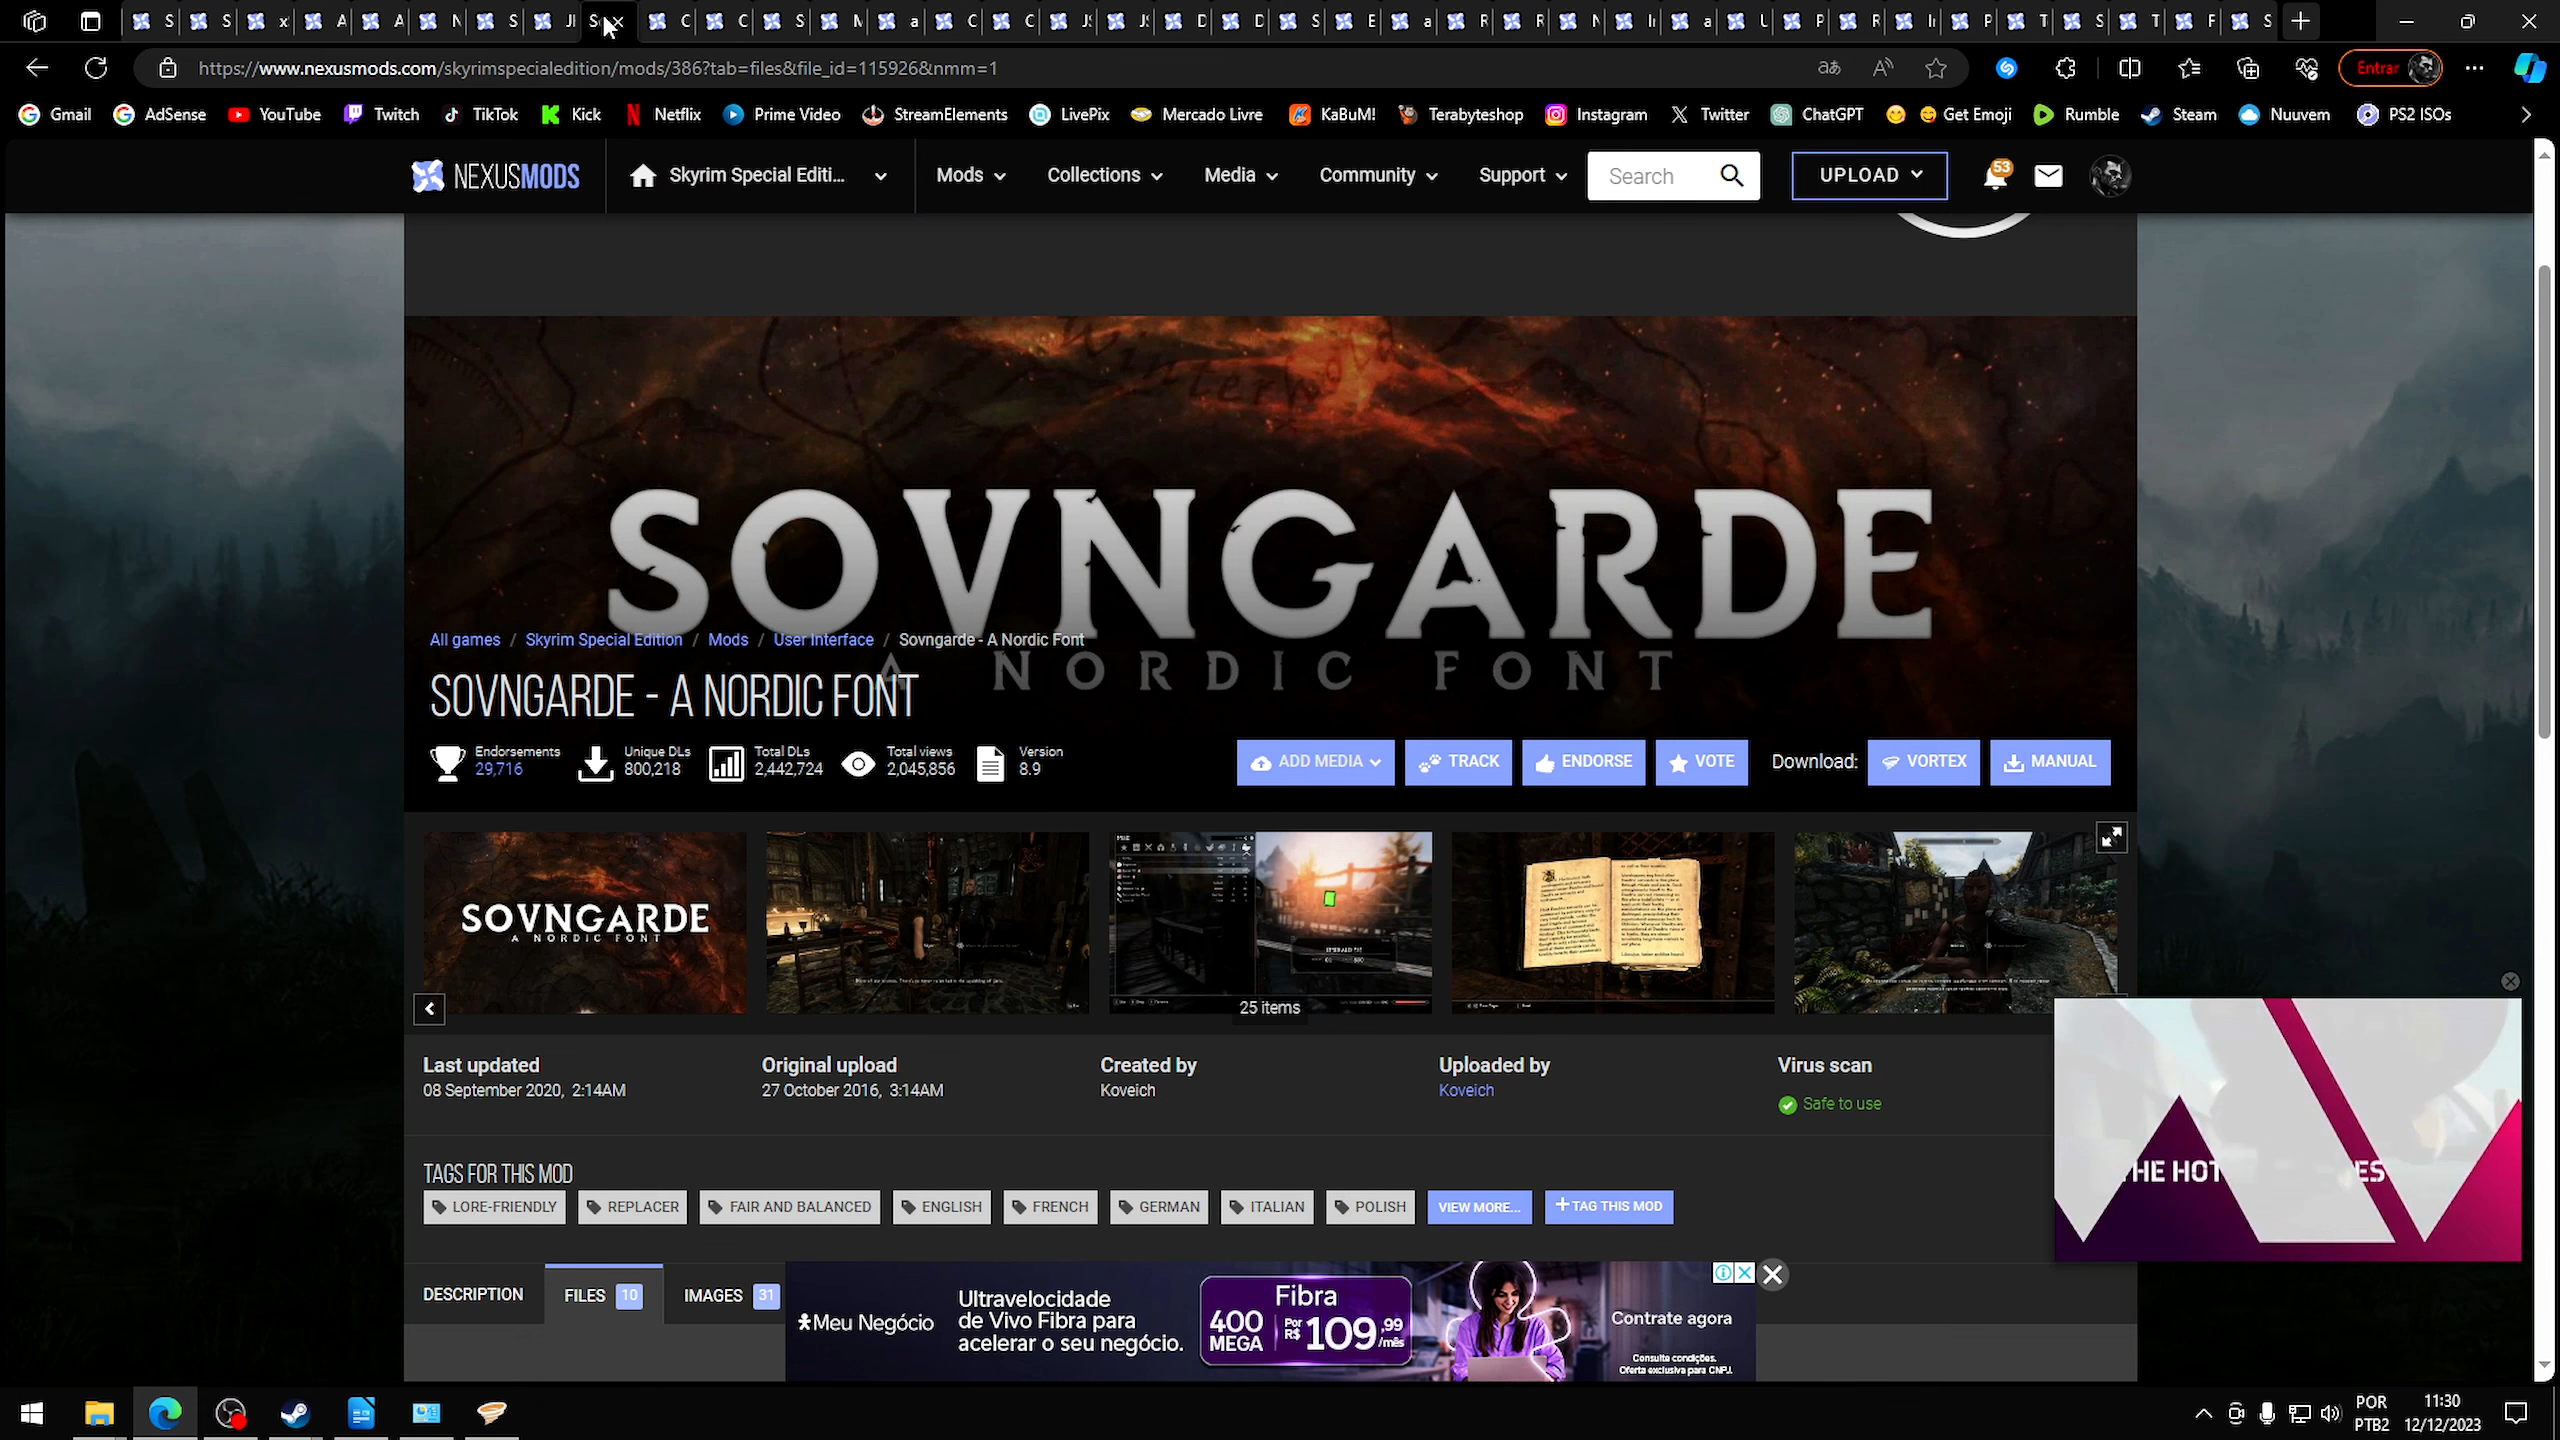 https://www.nexusmods.com/skyrimspecialedition/mods/386?tab=files&file_id=115926&nmm=1
Entrar
Gmail AdSense YouTube Twitch TikTok Kick Netflix Prime Video StreamElements LivePix Mercado Livre KaBuM! Terabyteshop Instagram Twitter ChatGPT Get Emoji Rumble Steam Nuuvem PS2 ISOs
NEXUSMODS Skyrim Special Editi... Mods Collections Media Community Support Search UPLOAD 53
SOVNGARDE
A NORDIC FONT
All games / Skyrim Special Edition / Mods / User Interface / Sovngarde - A Nordic Font
SOVNGARDE - A NORDIC FONT
Endorsements Unique DLs Total DLs Total views Version
29,716 800,218 2,442,724 2,045,856 8.9
ADD MEDIA TRACK ENDORSE VOTE Download: VORTEX MANUAL
SOVNGARDE
A NORDIC FONT
25 items
Last updated Original upload Created by Uploaded by Virus scan
08 September 2020, 2:14AM 27 October 2016, 3:14AM Koveich Koveich Safe to use
THE HOT ES
TAGS FOR THIS MOD
LORE-FRIENDLY REPLACER FAIR AND BALANCED ENGLISH FRENCH GERMAN ITALIAN POLISH VIEW MORE... +TAG THIS MOD
DESCRIPTION FILES 10 IMAGES 31
Meu Negócio
Ultravelocidade
de Vivo Fibra para
acelerar o seu negócio.
Fibra
400 MEGA Por R$ 109,99 /mês
Contrate agora
Consulte condições.
Oferta exclusiva para CNPJ.
POR
PTB2
11:30
12/12/2023